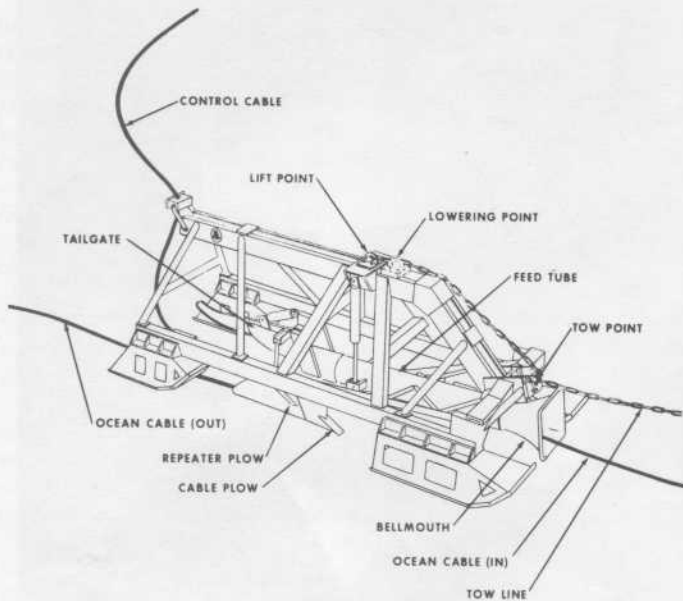 CONTROL CABLE
LIFT POINT
LOWERING POINT
TAILGATE
FEED TUBE
TOW POINT
OCEAN CABLE (OUT)
REPEATER PLOW
CABLE PLOW
BELLMOUTH
OCEAN CABLE (IN)
TOW LINE